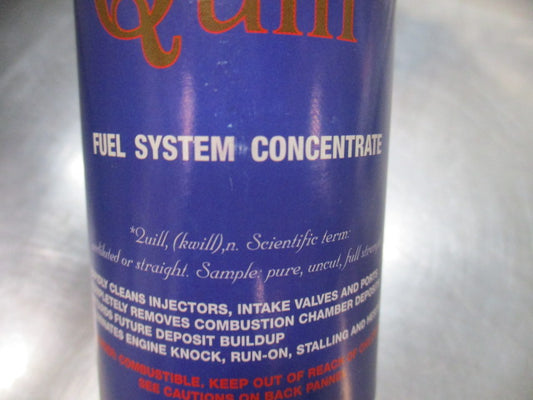 Quill
FUEL SYSTEM CONCENTRATE
*Quill, (kwill), n. Scientific term:
or straight. Sample: pure, uncut, full
CLEANS INJECTORS, INTAKE VALVES AND PORTS
REMOVES COMBUSTION CHAMBER
FUTURE DEPOSIT BUILDUP
ENGINE KNOCK, RUN-ON, STALLING AND
COMBUSTIBLE. KEEP OUT OF REACH OF
SEE CAUTIONS ON BACK PANEL